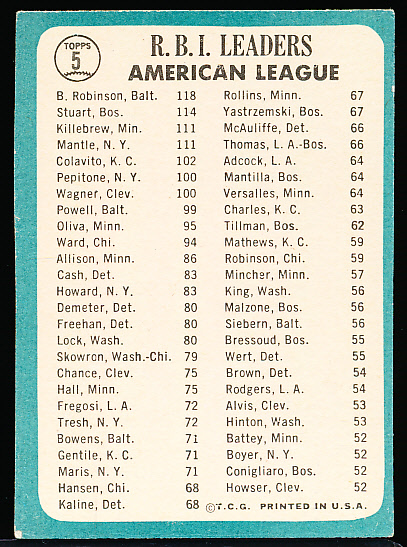 TOPPS
5
R.B.I. LEADERS
AMERICAN LEAGUE
B. Robinson, Balt. 118
Stuart, Bos. 114
Killebrew, Min. 111
Mantle, N. Y. 111
Colavito, K. C. 102
Pepitone, N. Y. 100
Wagner, Clev. 100
Powell, Balt. 99
Oliva, Minn. 95
Ward, Chi. 94
Allison, Minn. 86
Cash, Det. 83
Howard, N. Y. 83
Demeter, Det. 80
Freehan, Det. 80
Lock, Wash. 80
Skowron, Wash.-Chi. 79
Chance, Clev. 75
Hall, Minn. 75
Fregosi, L. A. 72
Tresh, N. Y. 72
Bowens, Balt. 71
Gentile, K. C. 71
Maris, N. Y. 71
Hansen, Chi. 68
Kaline, Det. 68
Rollins, Minn. 67
Yastrzemski, Bos. 67
McAuliffe, Det. 66
Thomas, L. A.-Bos. 66
Adcock, L. A. 64
Mantilla, Bos. 64
Versalles, Minn. 64
Charles, K. C. 63
Tillman, Bos. 62
Mathews, K. C. 59
Robinson, Chi. 59
Mincher, Minn. 57
King, Wash. 56
Malzone, Bos. 56
Siebern, Balt. 56
Bressoud, Bos. 55
Wert, Det. 55
Brown, Det. 54
Rodgers, L. A. 54
Alvis, Clev. 53
Hinton, Wash. 53
Battey, Minn. 52
Boyer, N. Y. 52
Conigliaro, Bos. 52
Howser, Clev. 52
©T.C.G. PRINTED IN U.S.A.